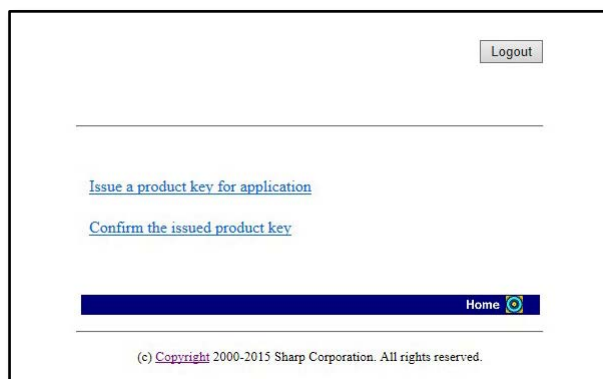 Logout
Issue a product key for application
Confirm the issued product key
Home
(c) Copyright 2000-2015 Sharp Corporation. All rights reserved.